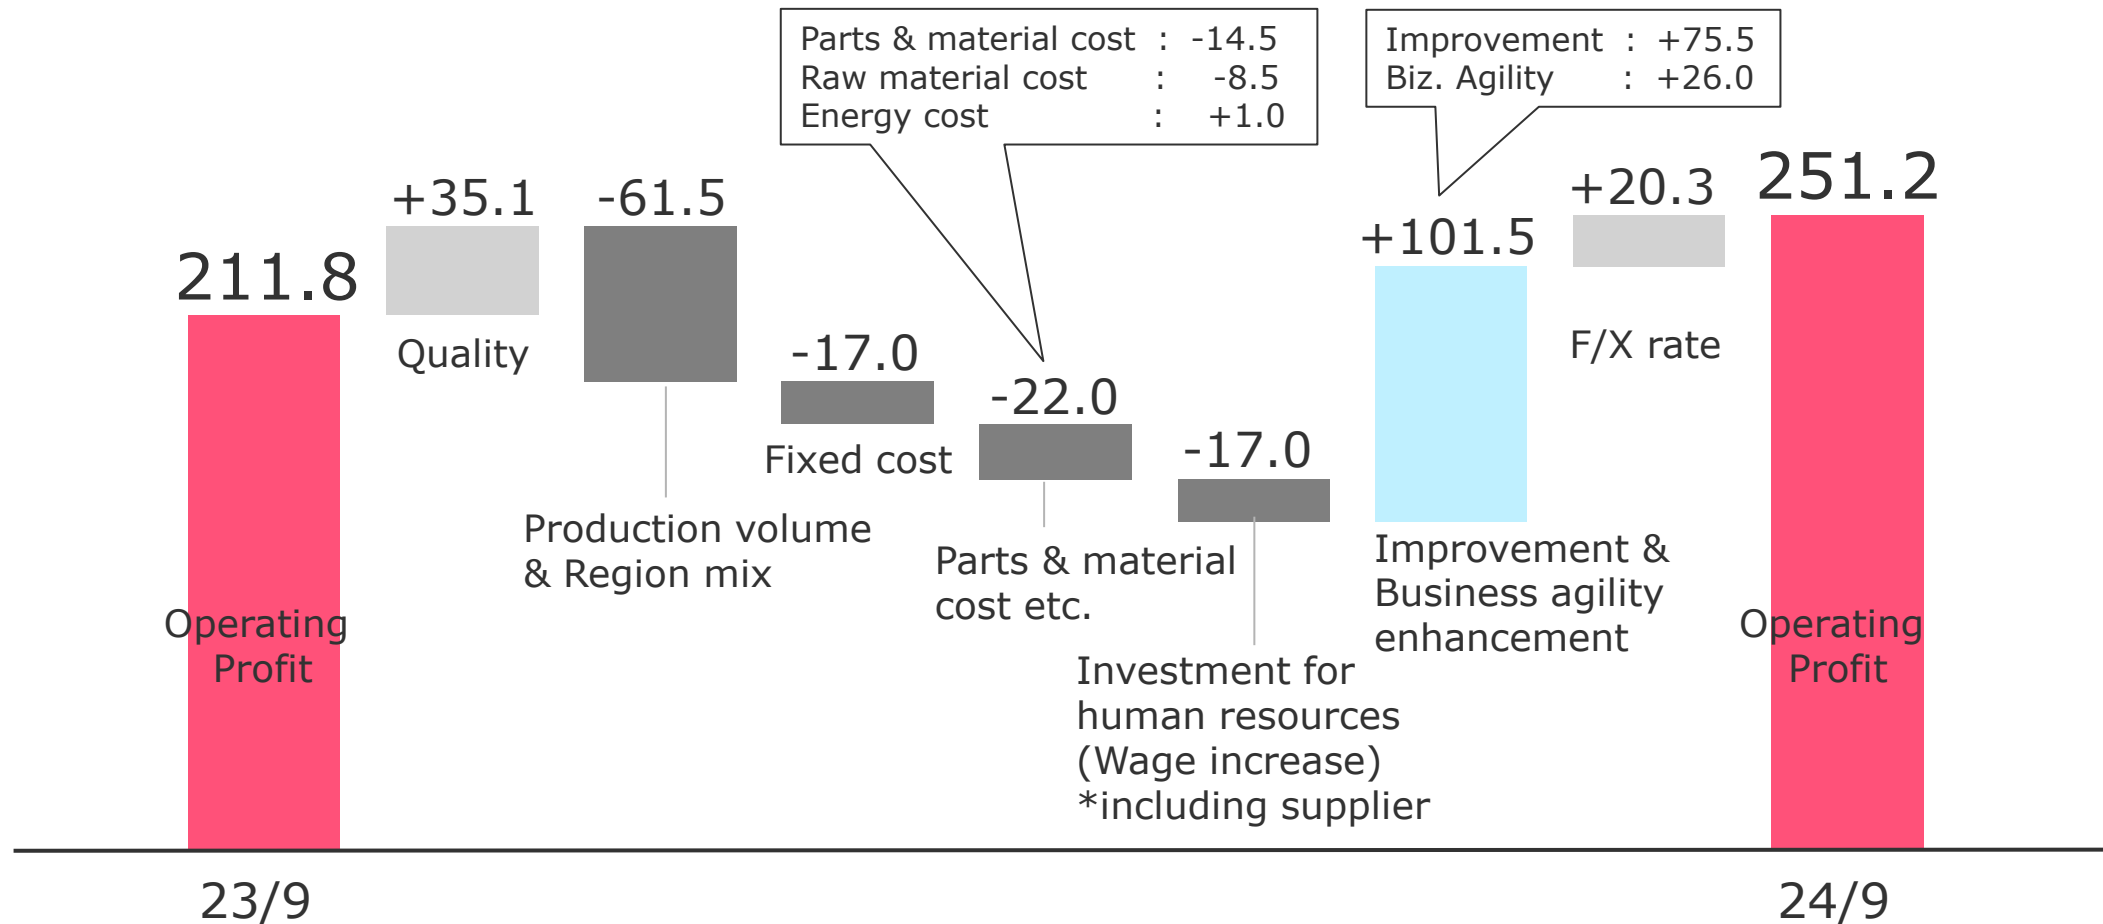 Parts & material cost : -14.5
Raw material cost : -8.5
Energy cost : +1.0
Improvement : +75.5
Biz. Agility : +26.0
211.8
+35.1
-61.5
-17.0
-22.0
-17.0
+101.5
+20.3
251.2
Quality
Production volume
& Region mix
Fixed cost
Parts & material
cost etc.
Investment for
human resources
(Wage increase)
*including supplier
Improvement &
Business agility
enhancement
F/X rate
Operating
Profit
Operating
Profit
23/9
24/9